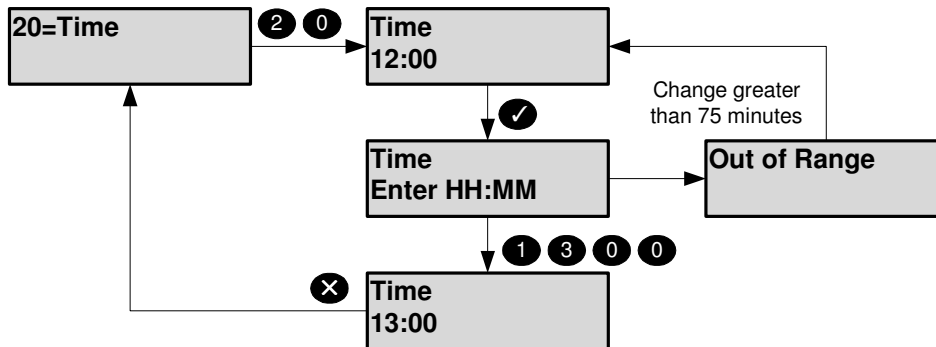 20=Time
2 0
Time
12:00
Change greater
than 75 minutes
✓
Time
Enter HH:MM
Out of Range
1 3 0 0
✕
Time
13:00